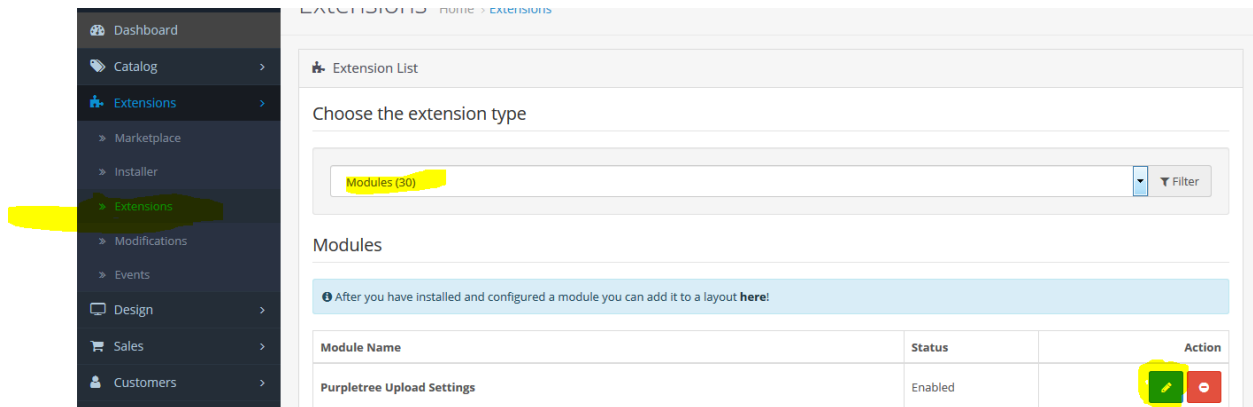 Extensions Home › Extensions
Dashboard
Catalog
Extensions
Marketplace
Installer
Extensions
Modifications
Events
Design
Sales
Customers
Extension List
Choose the extension type
Modules (30)
Filter
Modules
After you have installed and configured a module you can add it to a layout here!
Module Name Status Action
Purpletree Upload Settings Enabled